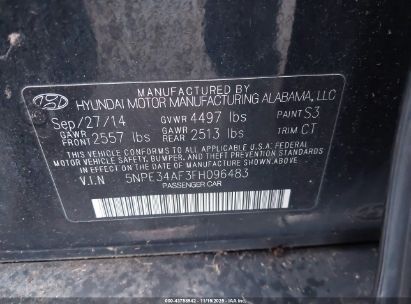 HYUNDAI MOTOR MANUFACTURING ALABAMA, LLC
Sep/27/14 GVWR 4497 lbs PAINT S3
GAWR FRONT 2557 lbs GAWR REAR 2513 lbs TRIM CT
THIS VEHICLE CONFORMS TO ALL APPLICABLE U.S.A. FEDERAL
MOTOR VEHICLE SAFETY, BUMPER, AND THEFT PREVENTION STANDARDS
IN EFFECT ON THE DATE OF MANUFACTURE SHOWN ABOVE.
V.I.N 5NPE34AF3FH096483
PASSENGER CAR